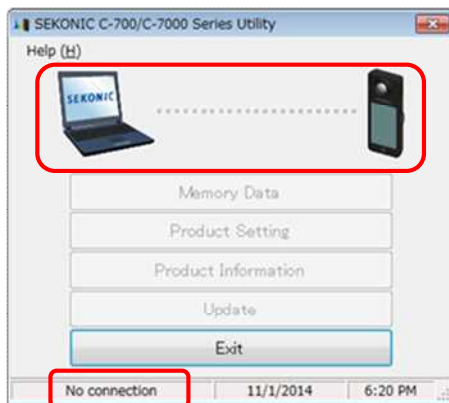 SEKONIC C-700/C-7000 Series Utility
Help (H)
SEKONIC
Memory Data
Product Setting
Product Information
Update
Exit
No connection 11/1/2014 6:20 PM